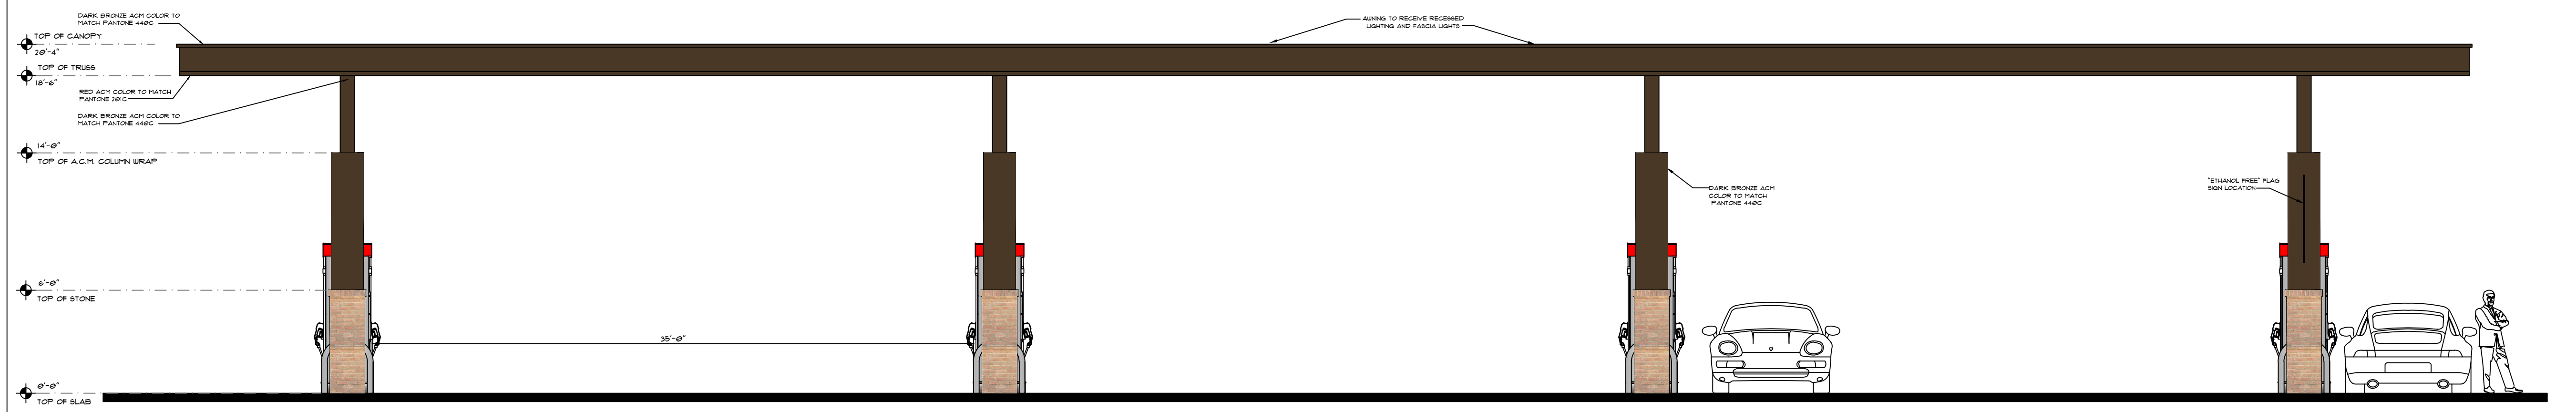 DARK BRONZE ACM COLOR TO
MATCH PANTONE 440C
TOP OF CANOPY
20'-4"
TOP OF TRUSS
18'-6"
RED ACM COLOR TO MATCH
PANTONE 201C
DARK BRONZE ACM COLOR TO
MATCH PANTONE 440C
14'-0"
TOP OF A.C.M. COLUMN WRAP
6'-0"
TOP OF STONE
0'-0"
TOP OF SLAB
35'-0"
AWNING TO RECEIVE RECESSED
LIGHTING AND FASCIA LIGHTS
DARK BRONZE ACM
COLOR TO MATCH
PANTONE 440C
"ETHANOL FREE" FLAG
SIGN LOCATION